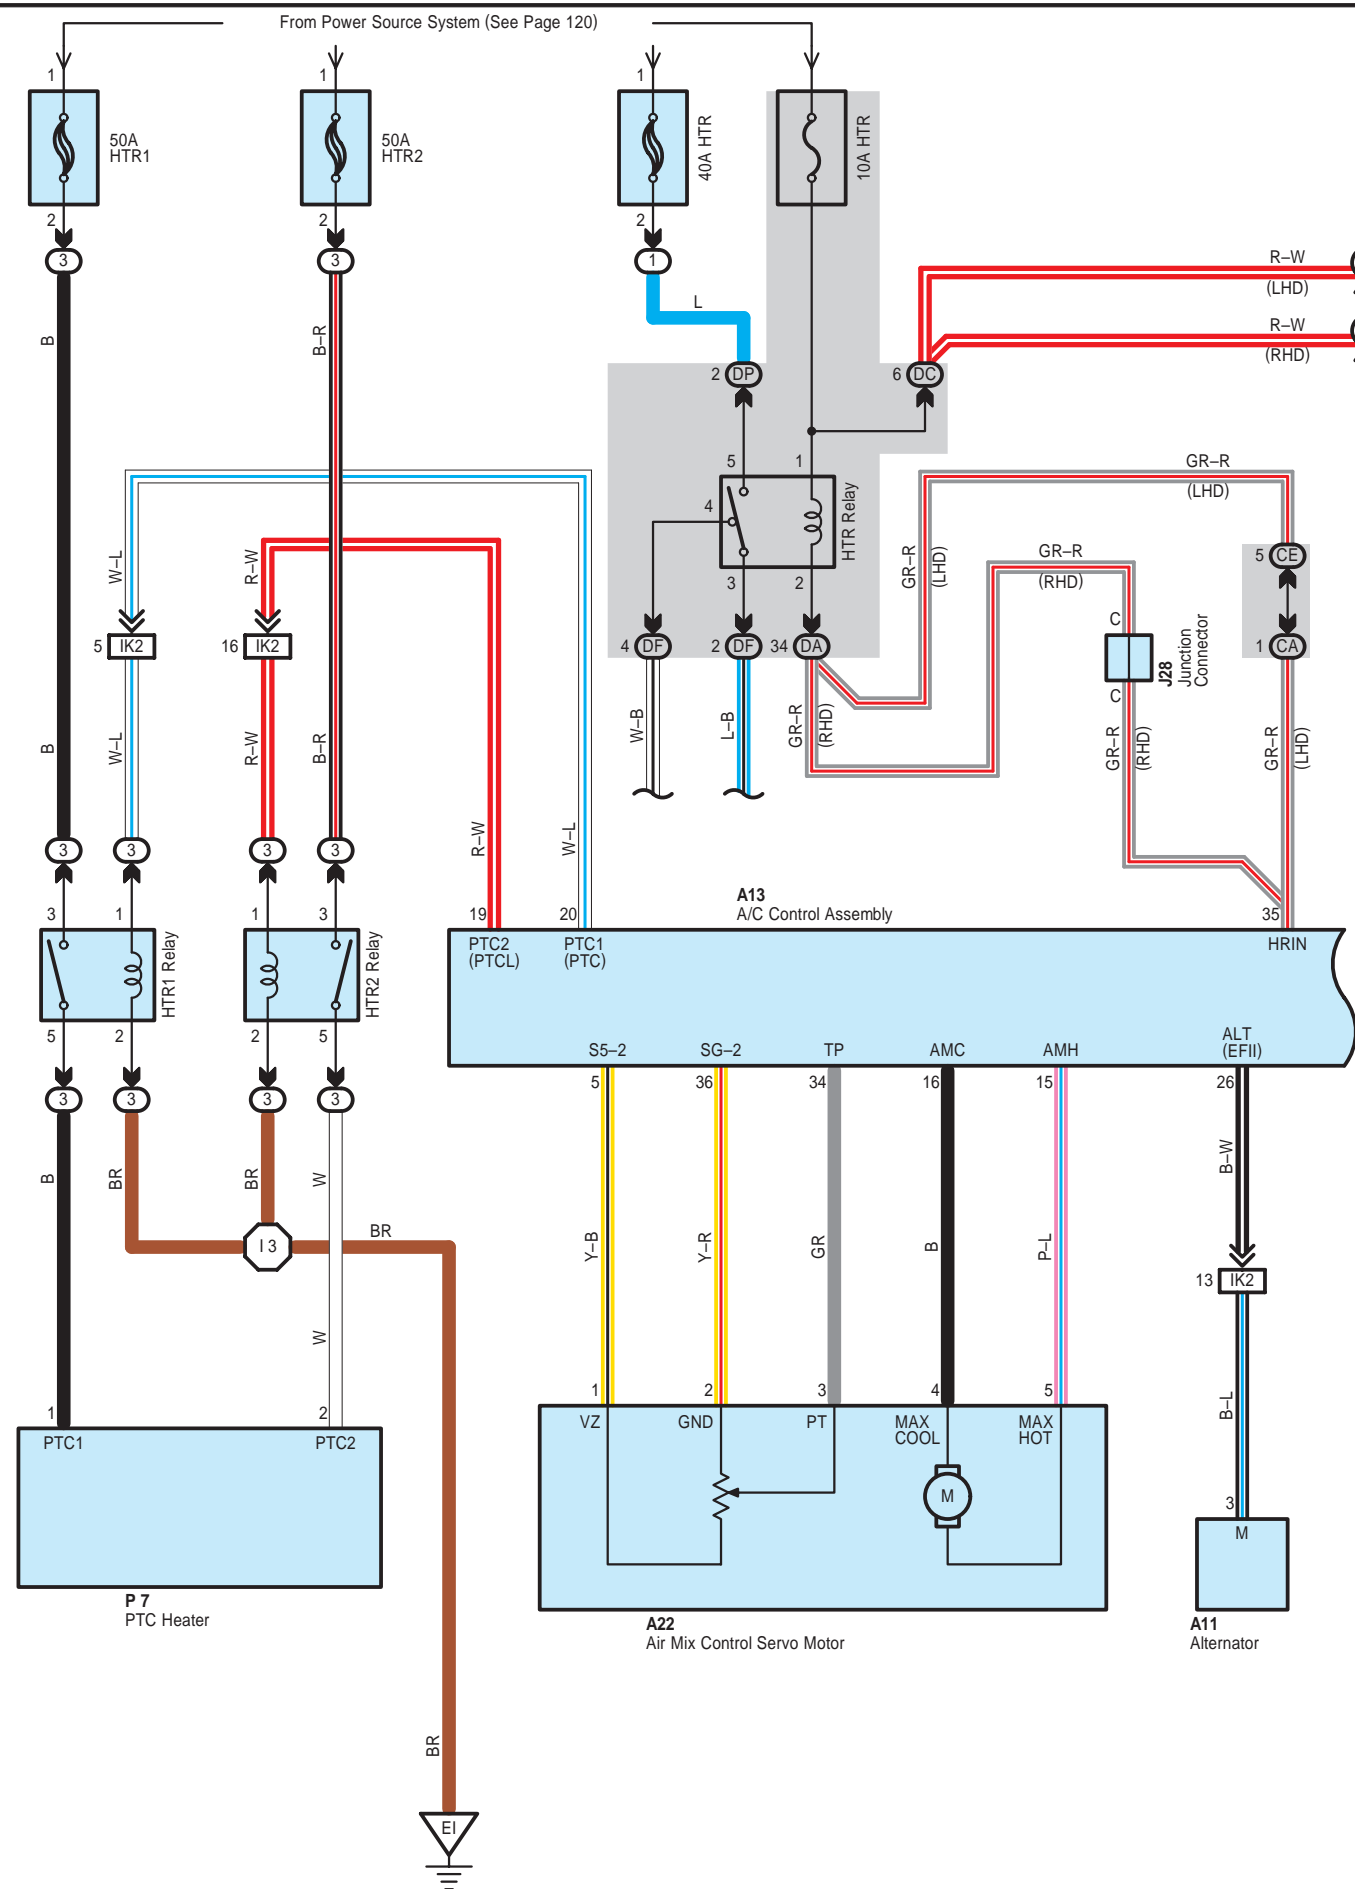 From Power Source System (See Page 120)
1
1
1
50A
HTR1
50A
HTR2
40A HTR
10A HTR
2
2
2
3
3
1
R–W
(LHD)
L
R–W
(RHD)
B
B–R
2 DP
6 DC
5
1
GR–R
(LHD)
4
HTR Relay
W–L
R–W
GR–R
(LHD)
GR–R
(RHD)
5 CE
3
2
C
5 IK2
16 IK2
4 DF
2 DF
34 DA
J28
Junction
Connector
1 CA
C
W–B
L–B
GR–R
(RHD)
B
W–L
R–W
B–R
GR–R
(RHD)
GR–R
(LHD)
3
3
3
3
R–W
W–L
A13
A/C Control Assembly
3
1
1
3
19
20
35
PTC2
(PTCL)
PTC1
(PTC)
HRIN
HTR1 Relay
HTR2 Relay
5
2
2
5
S5–2
SG–2
TP
AMC
AMH
ALT
(EFII)
3
3
3
3
5
36
34
16
15
26
B
BR
BR
W
B–W
I 3
BR
Y–B
Y–R
GR
B
P–L
13 IK2
W
1
2
1
2
3
4
5
B–L
PTC1
PTC2
VZ
GND
PT
MAX
COOL
MAX
HOT
M
3
M
P 7
PTC Heater
A22
Air Mix Control Servo Motor
A11
Alternator
BR
EI